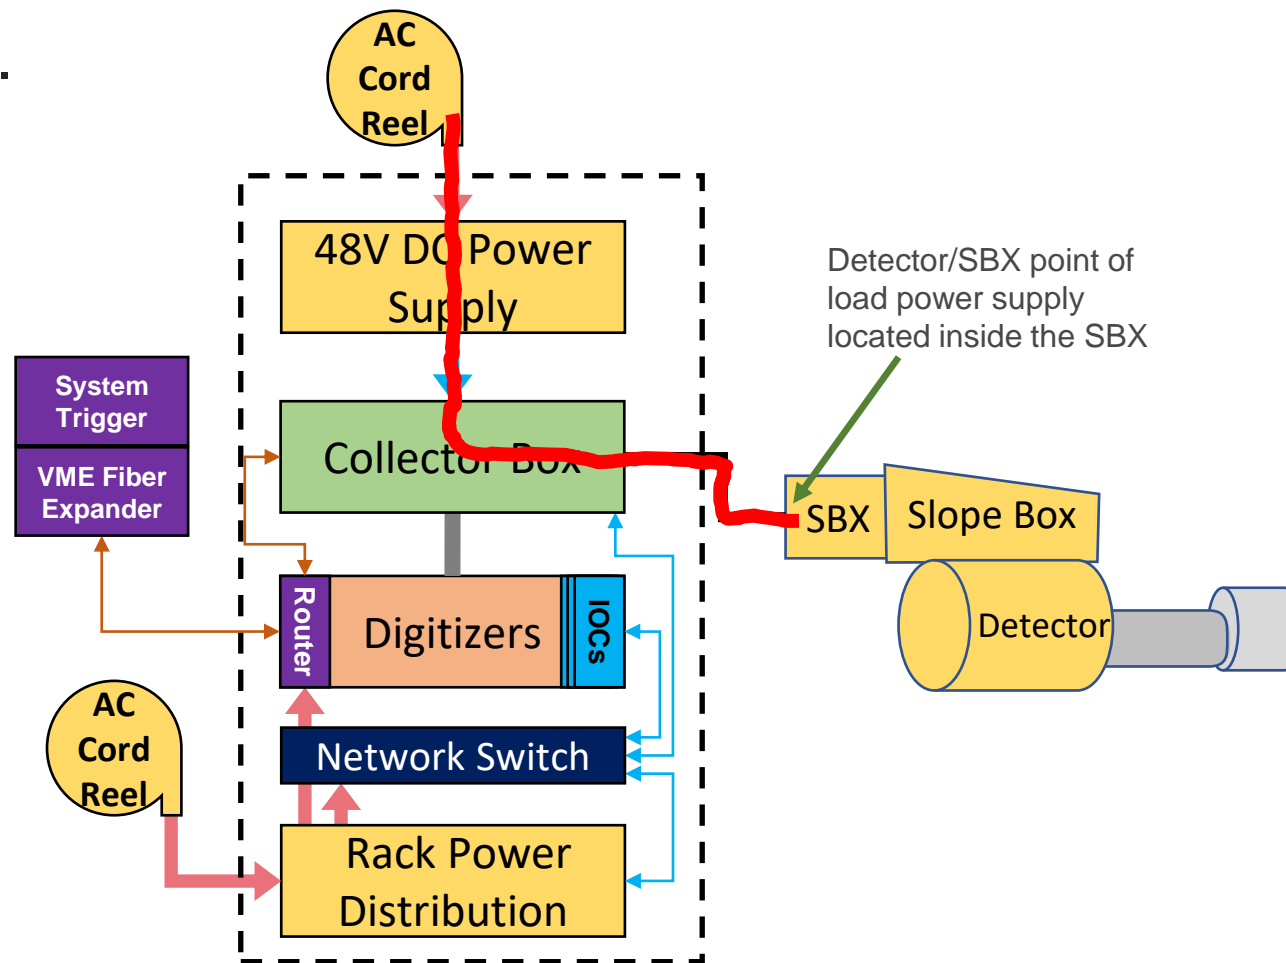 AC
Cord
Reel
48V DC Power
Supply
Detector/SBX point of
load power supply
located inside the SBX
System
Trigger
VME Fiber
Expander
Collector Box
SBX
Slope Box
Router
Digitizers
IOCs
Detector
AC
Cord
Reel
Network Switch
Rack Power
Distribution